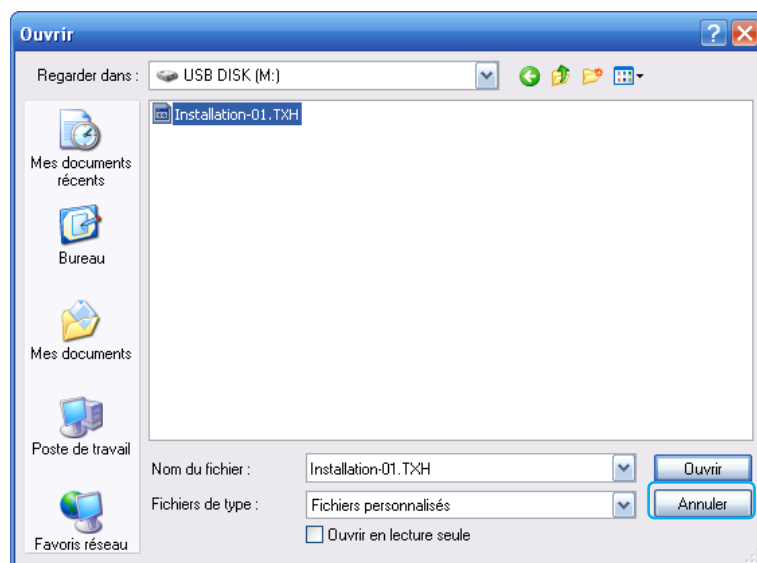 Ouvrir
Regarder dans : USB DISK (M:)
Installation-01.TXH
Mes documents
récents
Bureau
Mes documents
Poste de travail
Favoris réseau
Nom du fichier : Installation-01.TXH Ouvrir
Fichiers de type : Fichiers personnalisés Annuler
Ouvrir en lecture seule